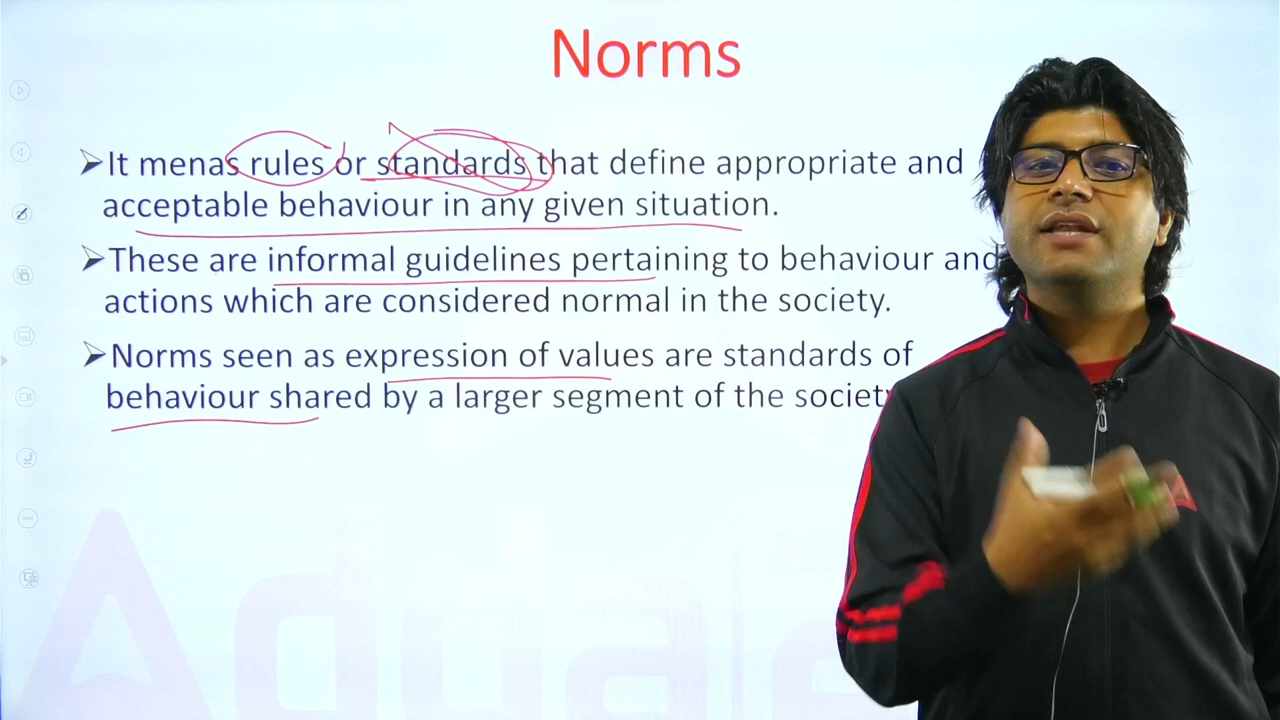 Norms
➢It menas rules or standards that define appropriate and
acceptable behaviour in any given situation.
➢These are informal guidelines pertaining to behaviour and
actions which are considered normal in the society.
➢Norms seen as expression of values are standards of
behaviour shared by a larger segment of the society